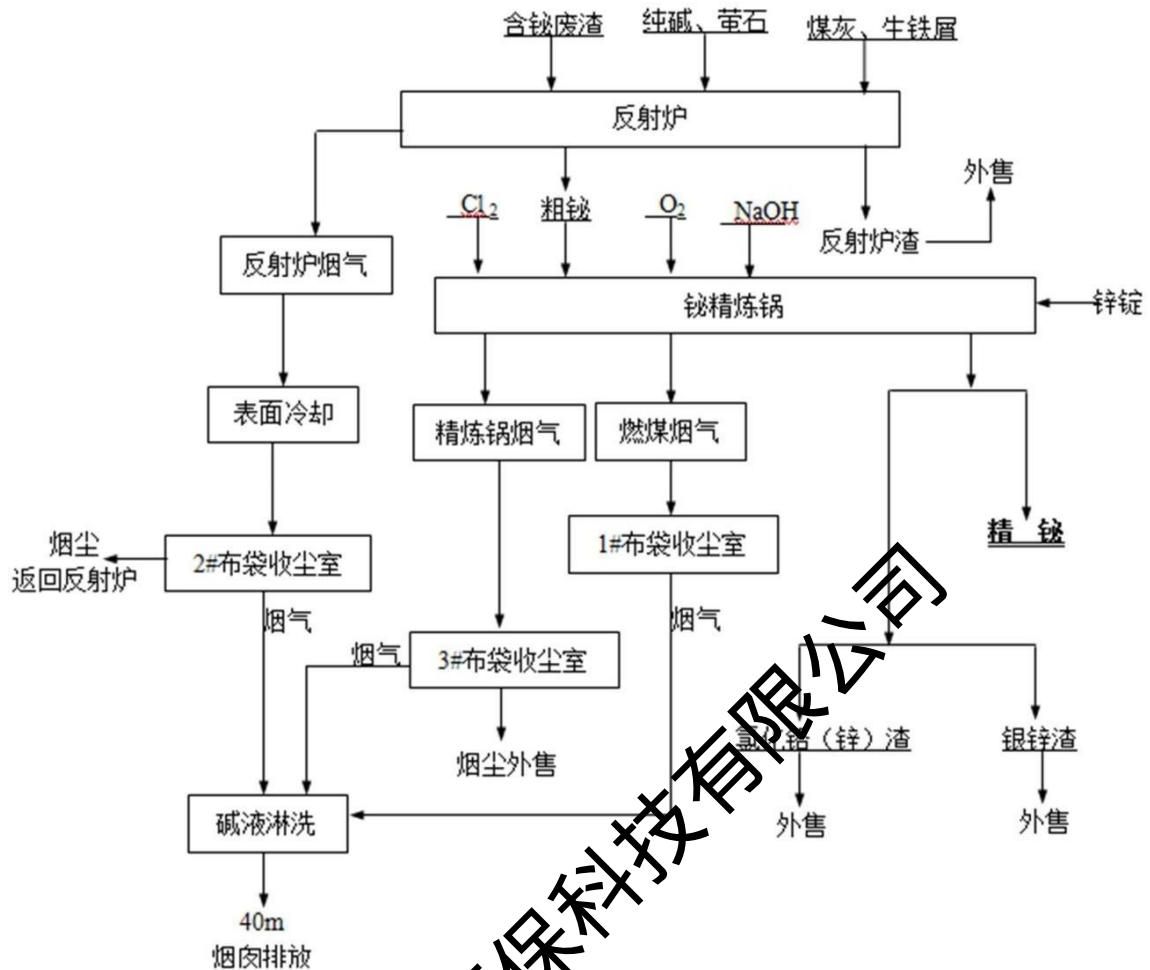 含铋废渣
纯碱、萤石
煤灰、生铁屑
反射炉
外售
Cl2
粗铋
O2
NaOH
反射炉渣
反射炉烟气
铋精炼锅
锌锭
表面冷却
精炼锅烟气
燃煤烟气
精 铋
烟尘
返回反射炉
2#布袋收尘室
1#布袋收尘室
烟气
烟气
烟气
3#布袋收尘室
氯化铅（锌）渣
银锌渣
烟尘外售
外售
外售
碱液淋洗
40m
烟囱排放
保科技有限公司